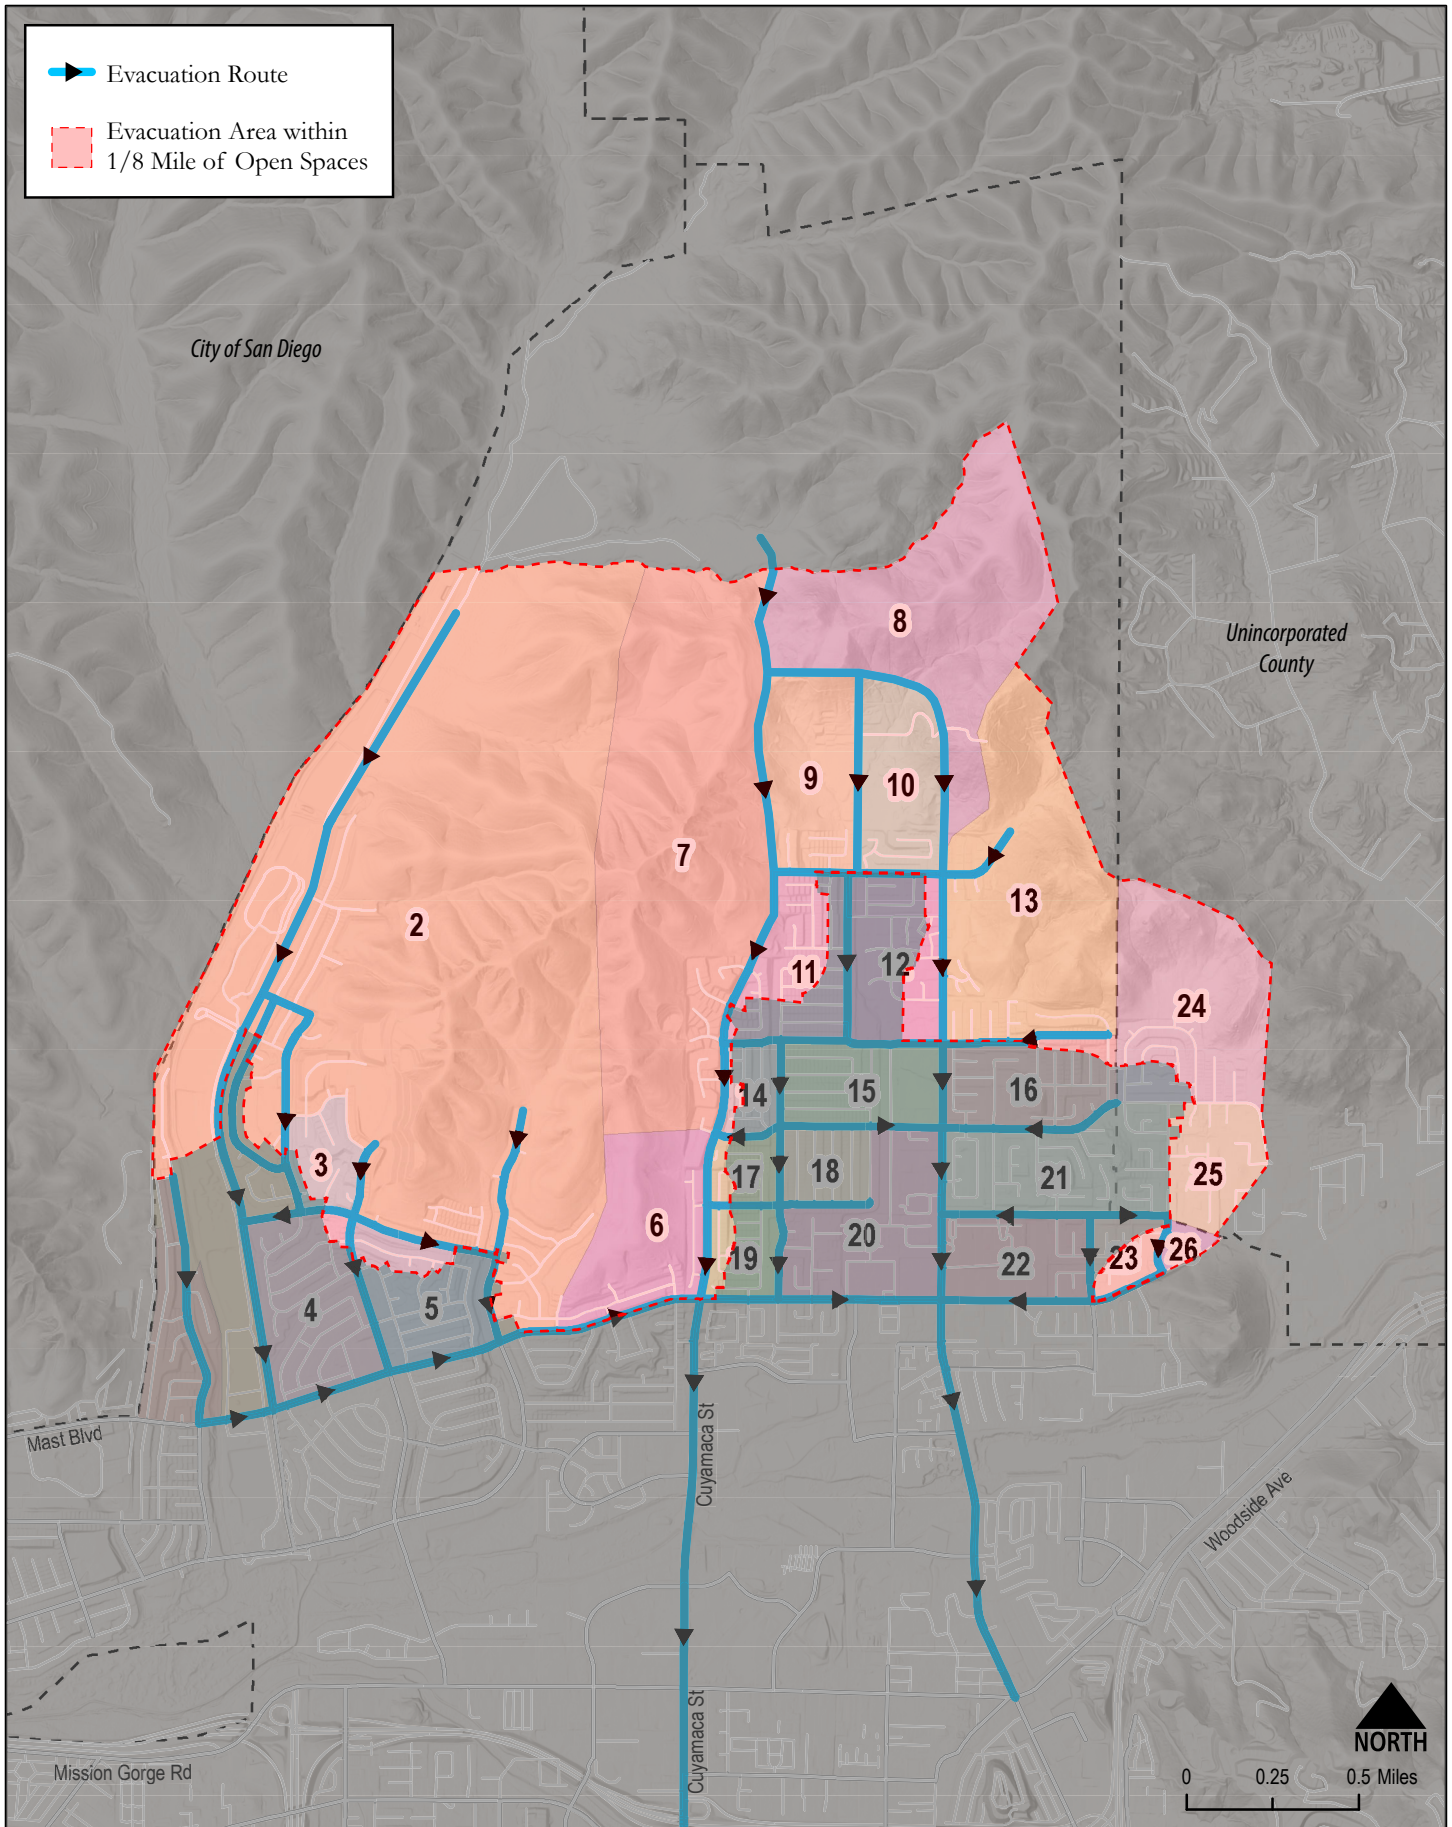 Evacuation Route
Evacuation Area within
1/8 Mile of Open Spaces
City of San Diego
Unincorporated
County
8
9
10
7
13
2
11
12
24
14
15
16
3
17
18
21
25
6
20
19
22
23
26
4
5
Mast Blvd
Cuyamaca St
Woodside Ave
Cuyamaca St
Mission Gorge Rd
NORTH
0 0.25 0.5 Miles